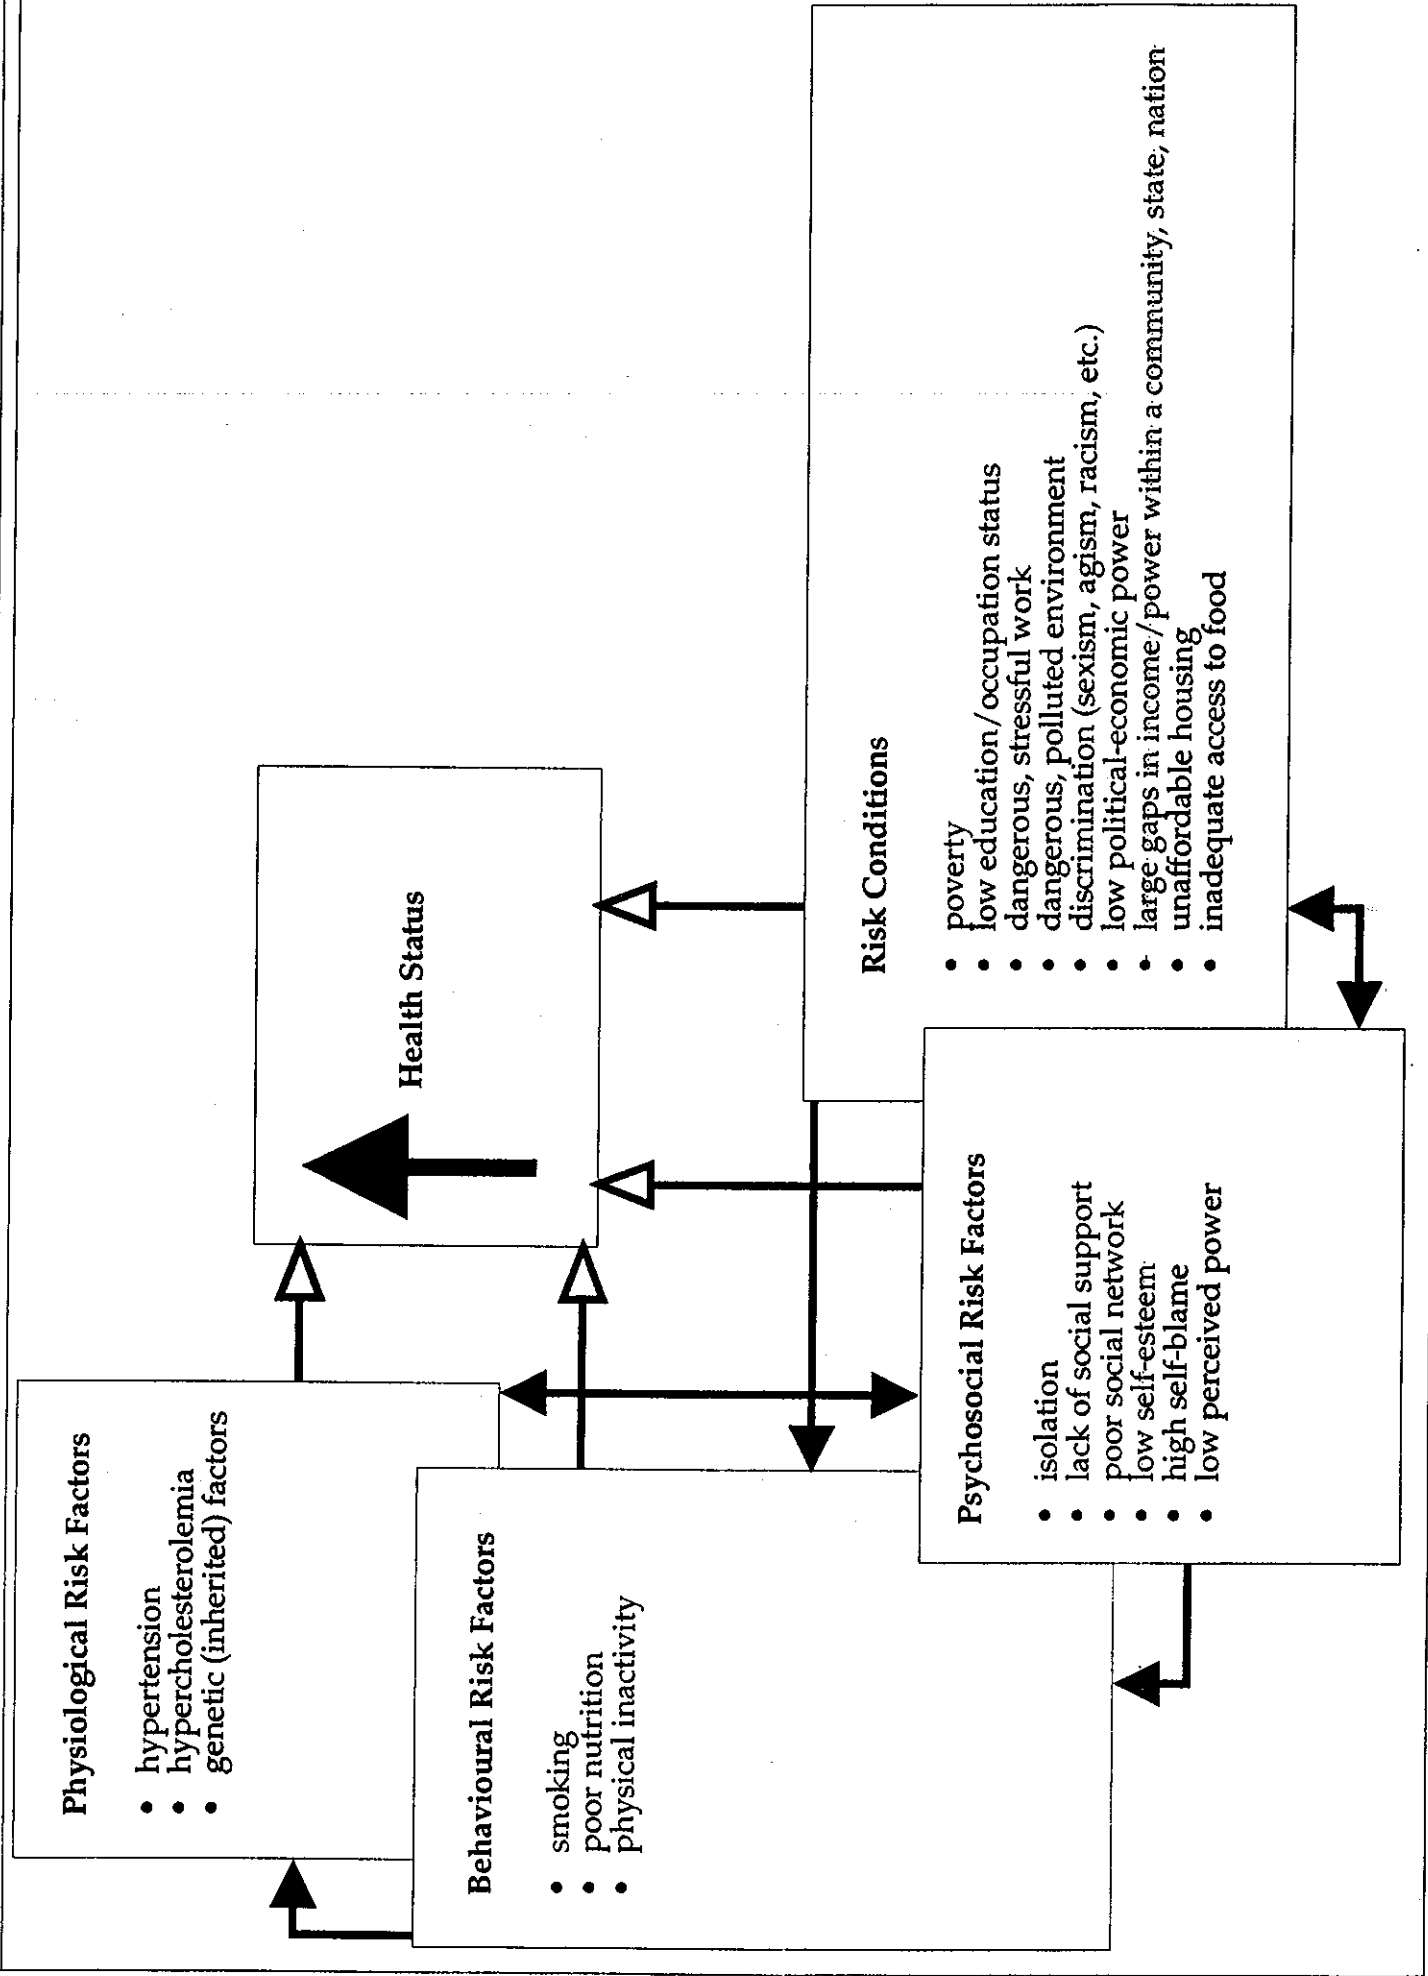 Health Status
Physiological Risk Factors
• hypertension
• hypercholesterolemia
• genetic (inherited) factors
Behavioural Risk Factors
• smoking
• poor nutrition
• physical inactivity
Psychosocial Risk Factors
• isolation
• lack of social support
• poor social network
• low self-esteem
• high self-blame
• low perceived power
Risk Conditions
• poverty
• low education/occupation status
• dangerous, stressful work
• dangerous, polluted environment
• discrimination (sexism, agism, racism, etc.)
• low political-economic power
• large gaps in income/power within a community, state, nation
• unaffordable housing
• inadequate access to food